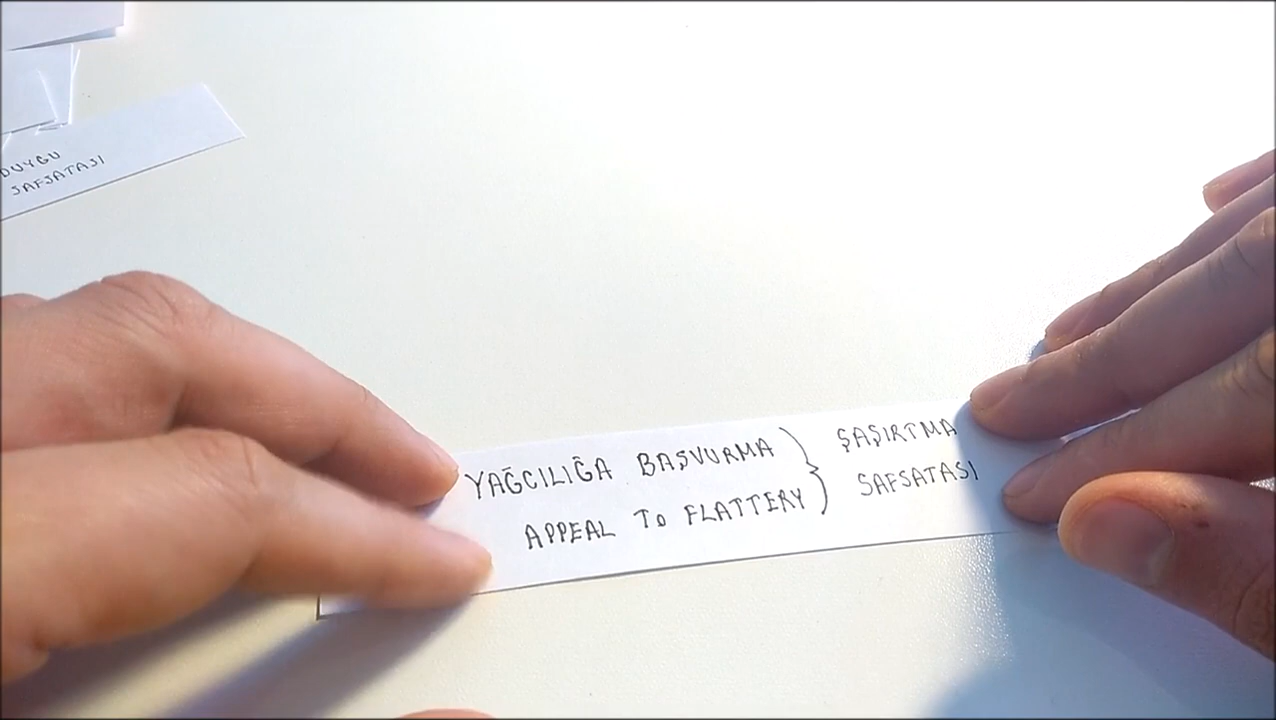 DUYGU
SAFSATASI
YAĞCILIĞA BAŞVURMA
APPEAL TO FLATTERY
ŞAŞIRTMA
SAFSATASI